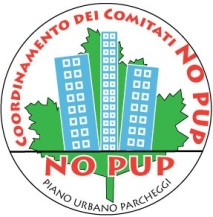 COORDINAMENTO DEI COMITATI NO PUP
NO PUP
PIANO URBANO PARCHEGGI